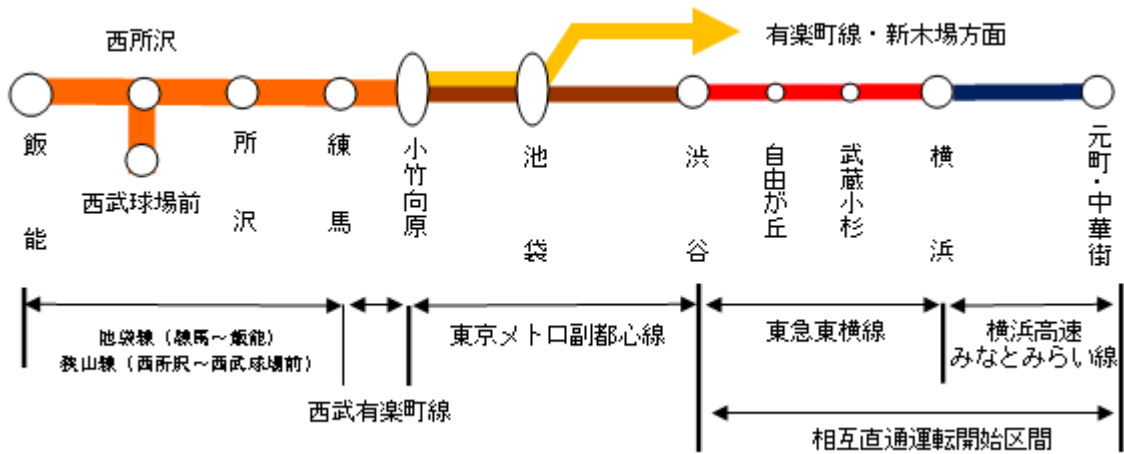 西所沢
有楽町線・新木場方面
飯能
西武球場前
所沢
練馬
小竹向原
池袋
渋谷
自由が丘
武蔵小杉
横浜
元町・中華街
池袋線（練馬～飯能）
狭山線（西所沢～西武球場前）
西武有楽町線
東京メトロ副都心線
東急東横線
横浜高速
みなとみらい線
相互直通運転開始区間